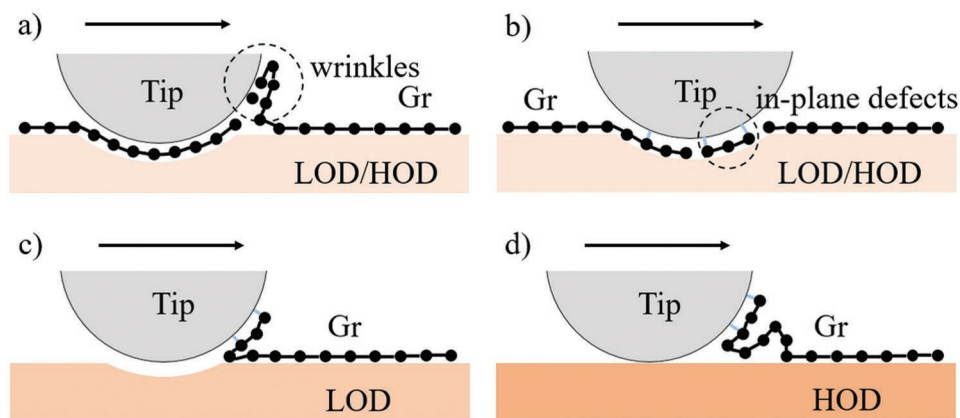 a)
Tip
wrinkles
Gr
LOD/HOD
b)
Gr
Tip
in-plane defects
LOD/HOD
c)
Tip
Gr
LOD
d)
Tip
Gr
HOD